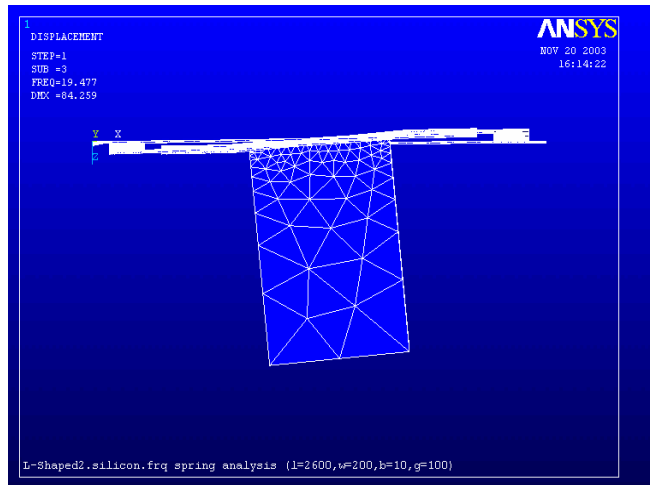 1
DISPLACEMENT
STEP=1
SUB =3
FREQ=19.477
DMX =84.259
ANSYS
NOV 20 2003
16:14:22
Y X
Z
L-Shaped2.silicon.frq spring analysis (l=2600,w=200,b=10,g=100)